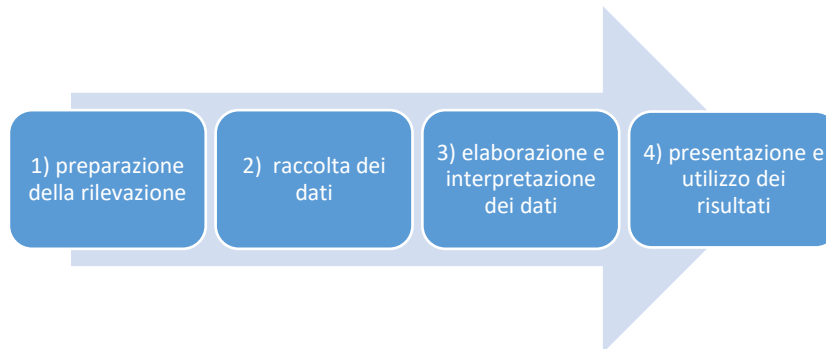 1) preparazione
della rilevazione
2) raccolta dei
dati
3) elaborazione e
interpretazione
dei dati
4) presentazione e
utilizzo dei
risultati